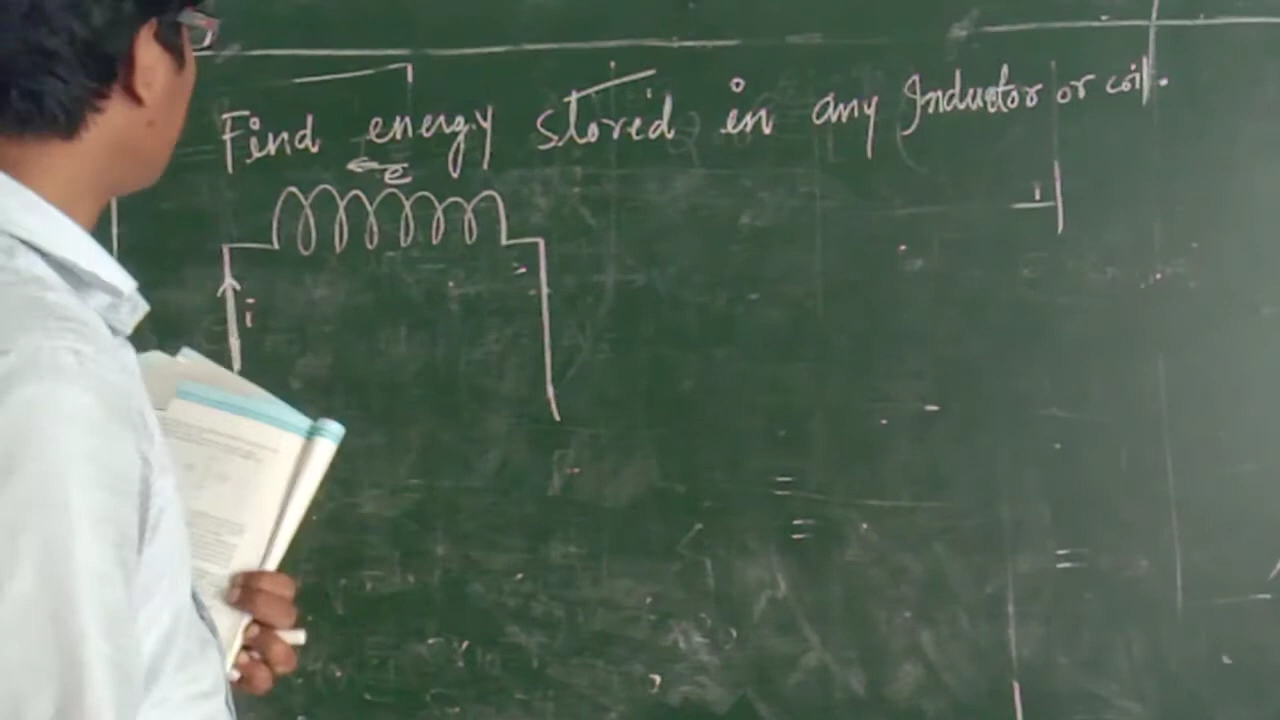 Find energy stored in any Inductor or coil.
e
i